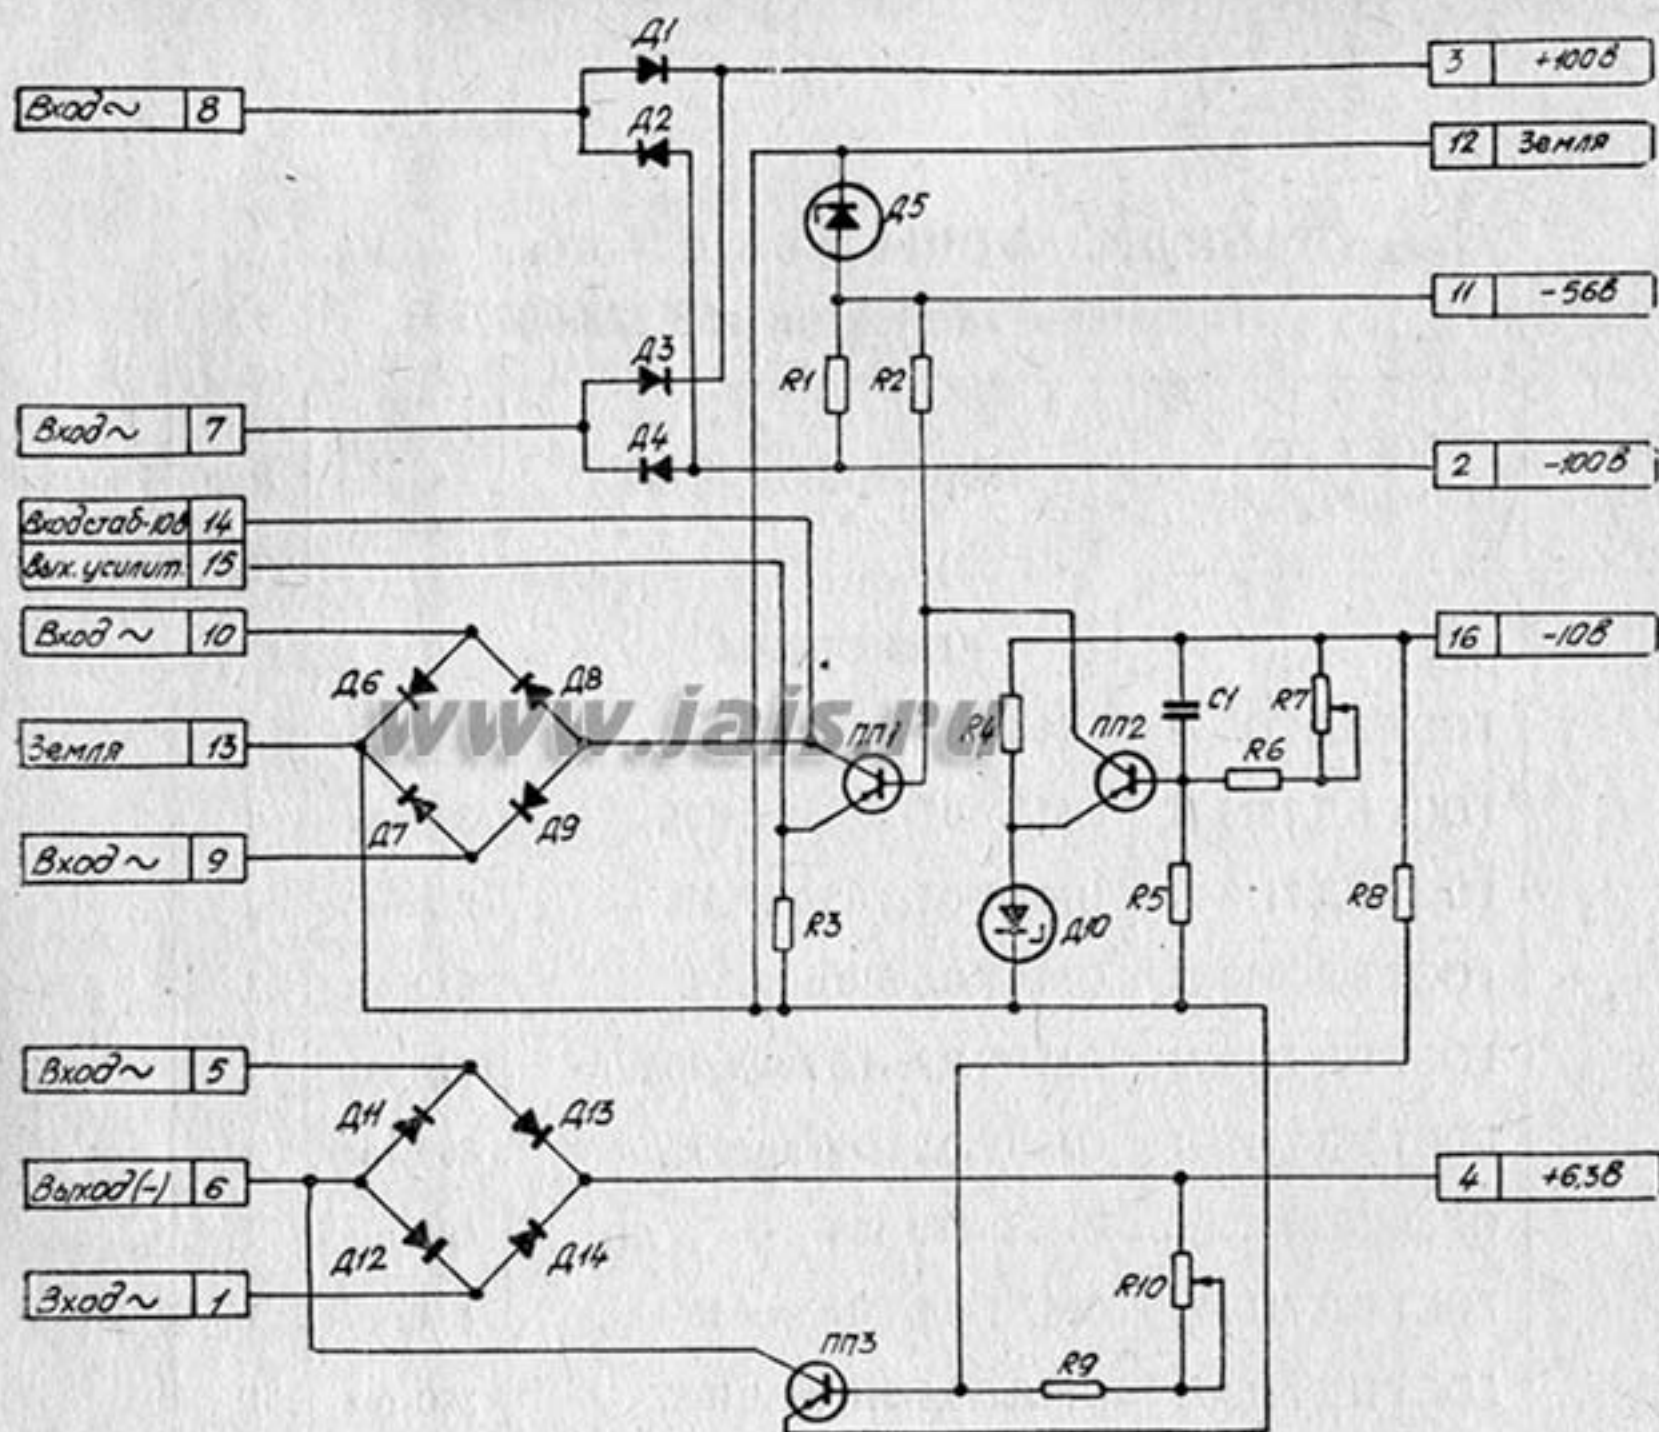 Д1
3 +100В
Вход~ 8
Д2
12 Земля
Д5
11 -56В
Д3
R1
R2
Вход~ 7
Д4
2 -100В
Вход стаб-10В 14
Вых. усилит. 15
Вход~ 10
16 -10В
Д6
Д8
www.jais.ru
C1
R7
Земля 13
ПП1
R4
ПП2
R6
Д7
Д9
Вход~ 9
R3
Д10
R5
R8
Вход~ 5
Д11
Д13
Выход(-) 6
4 +6,3В
Д12
Д14
R10
Зход~ 1
ПП3
R9